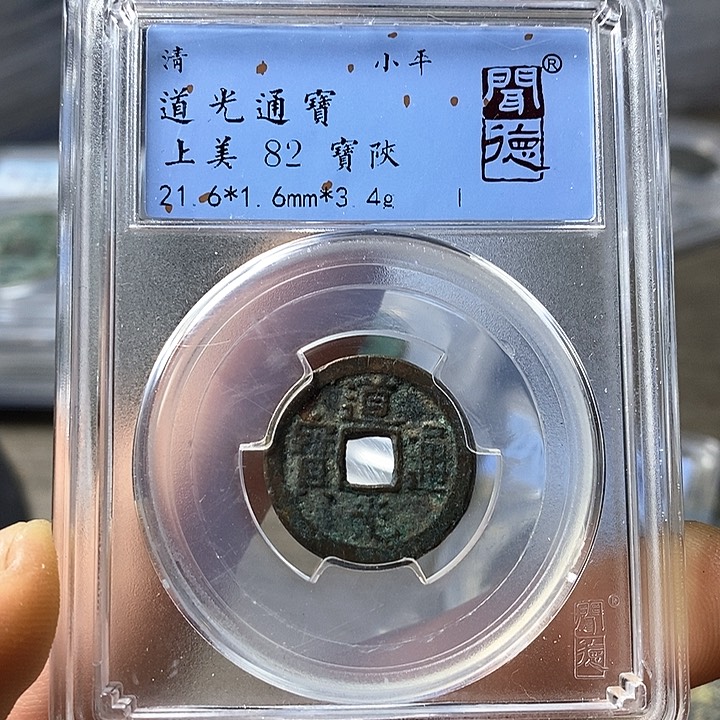 清 小平
道光通寶
上美 82 寶陝
21.6*1.6mm*3.4g
聞德®
道光通寶
聞德